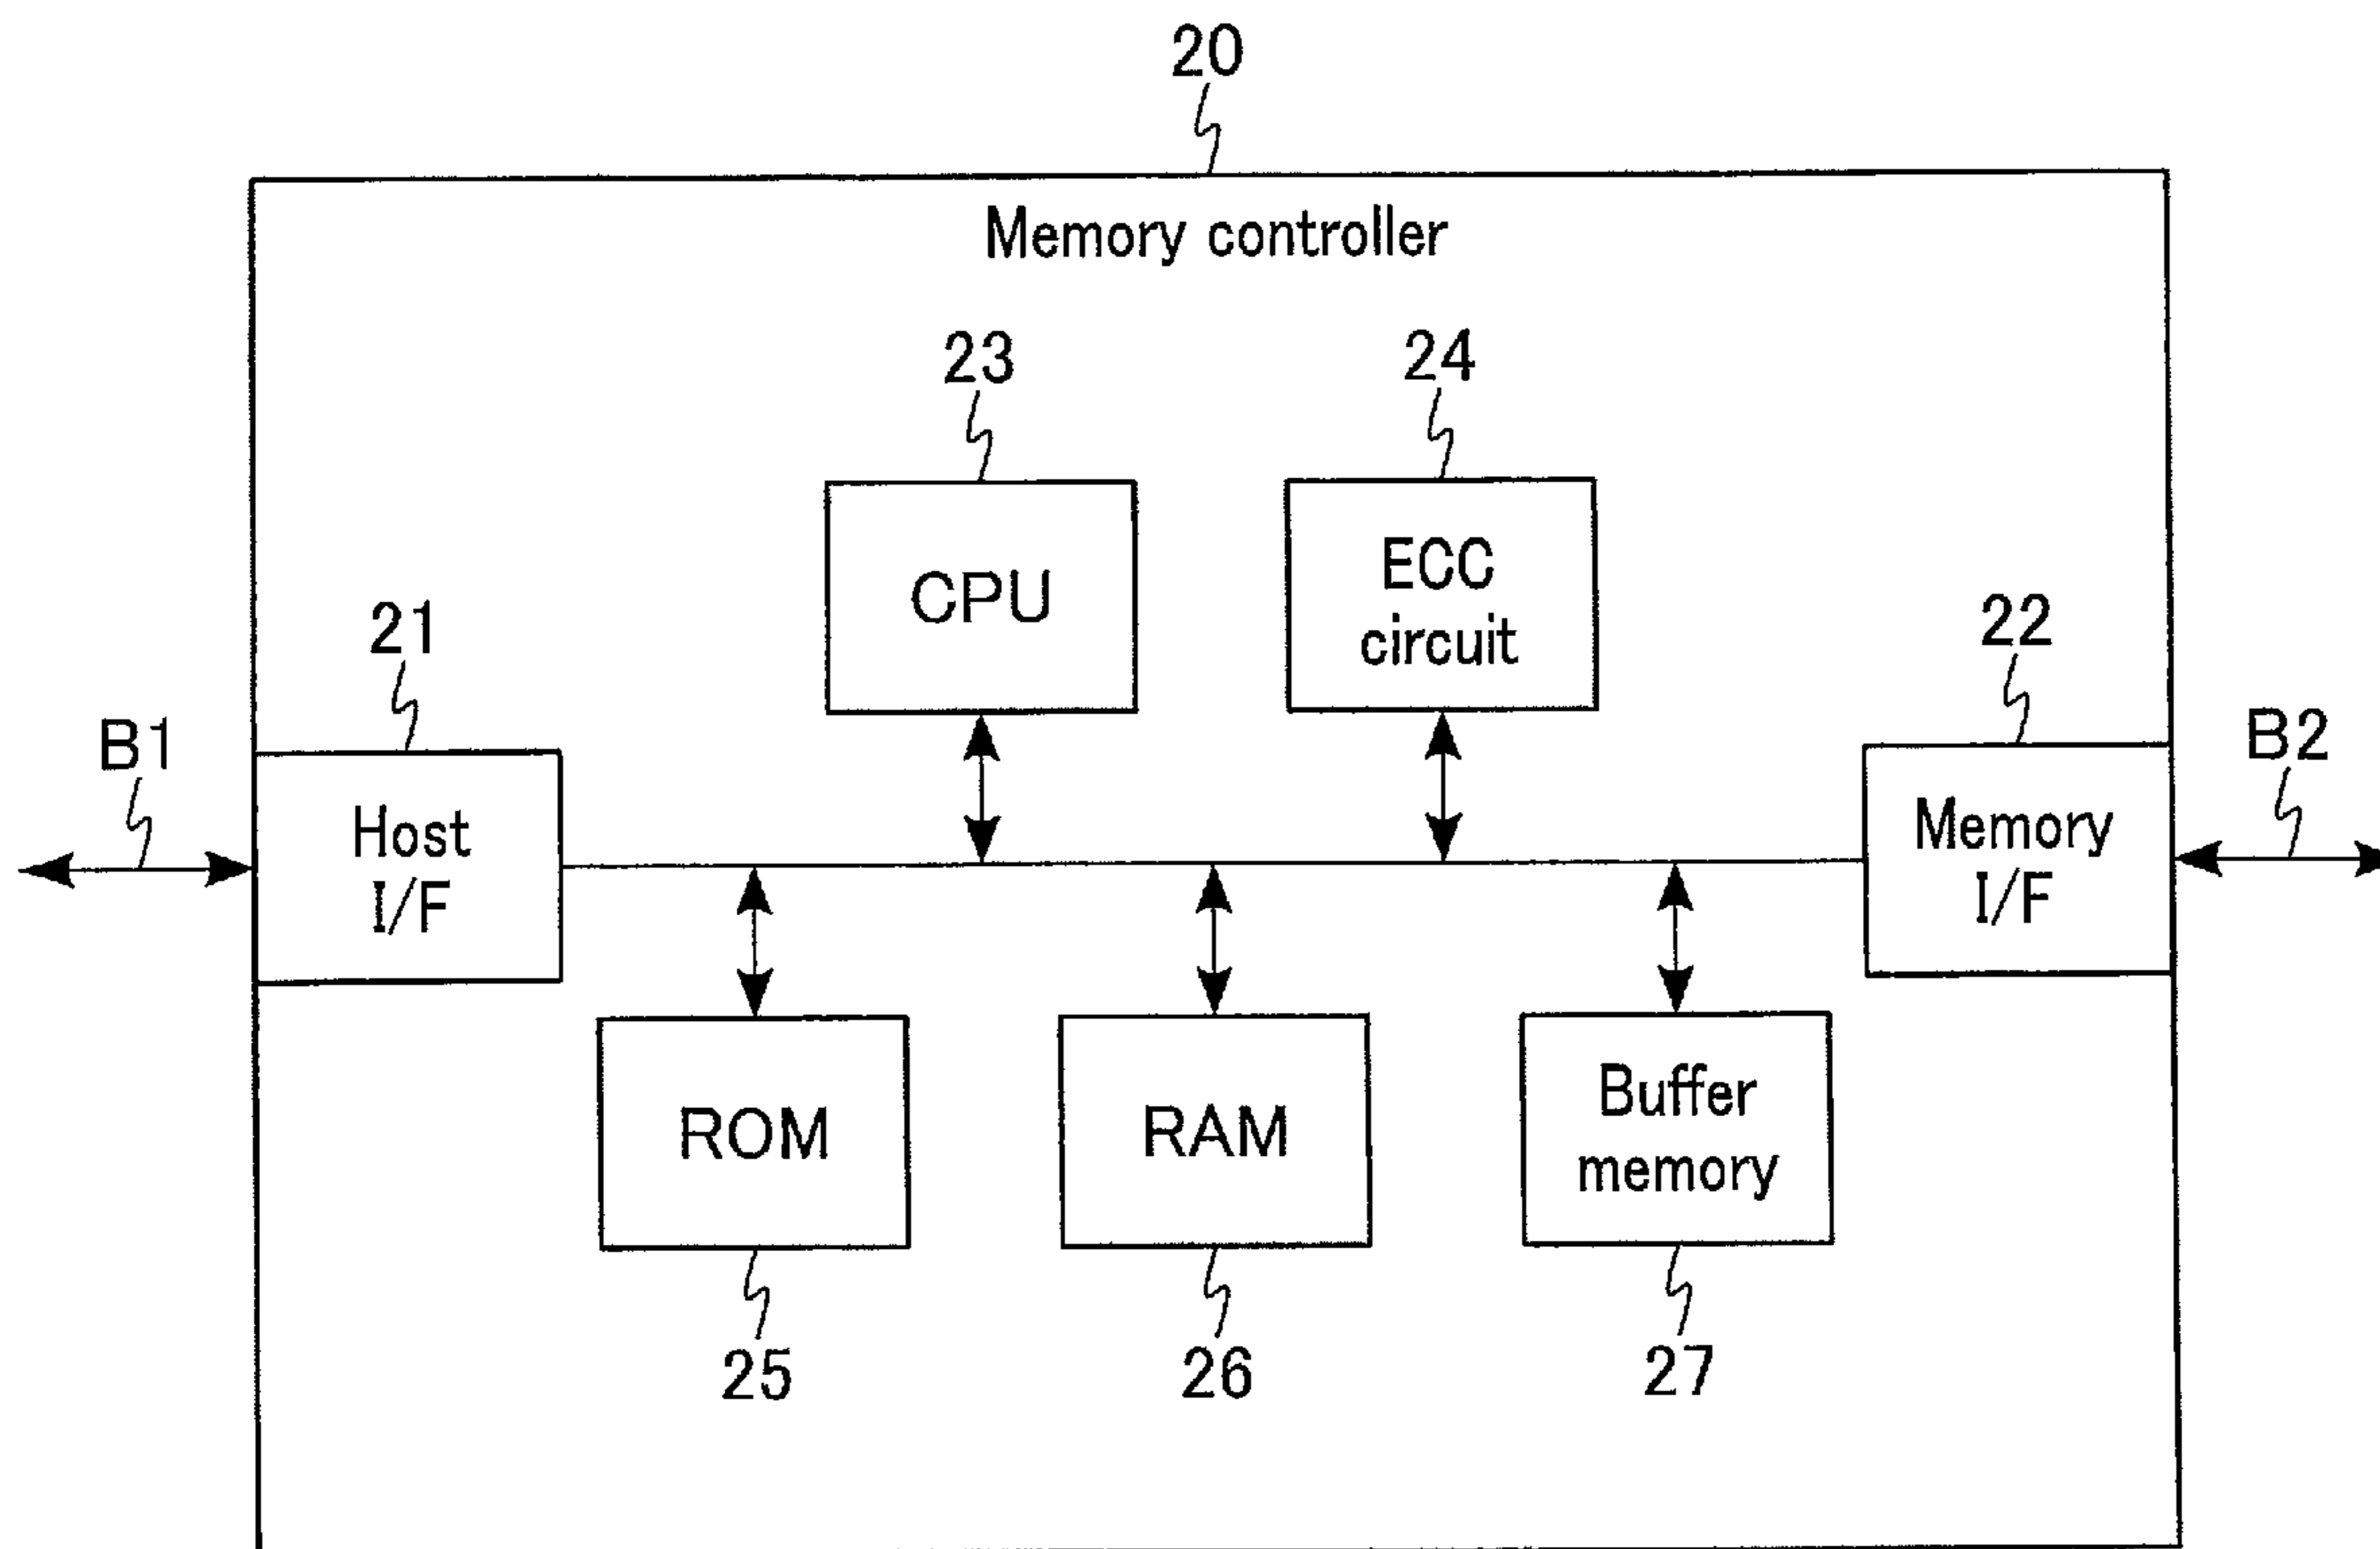 20
Memory controller
23
24
CPU
ECC
circuit
21
22
B1
B2
Host
I/F
Memory
I/F
ROM
RAM
Buffer
memory
25
26
27